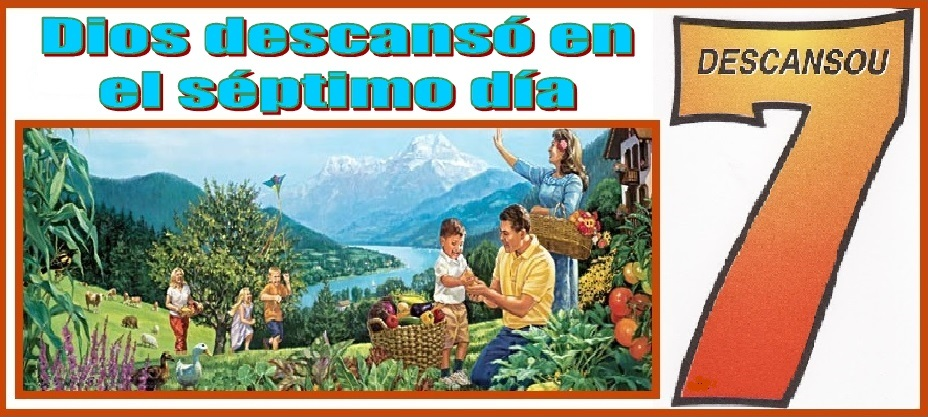 Dios descansó en
el séptimo día
DESCANSOU
7